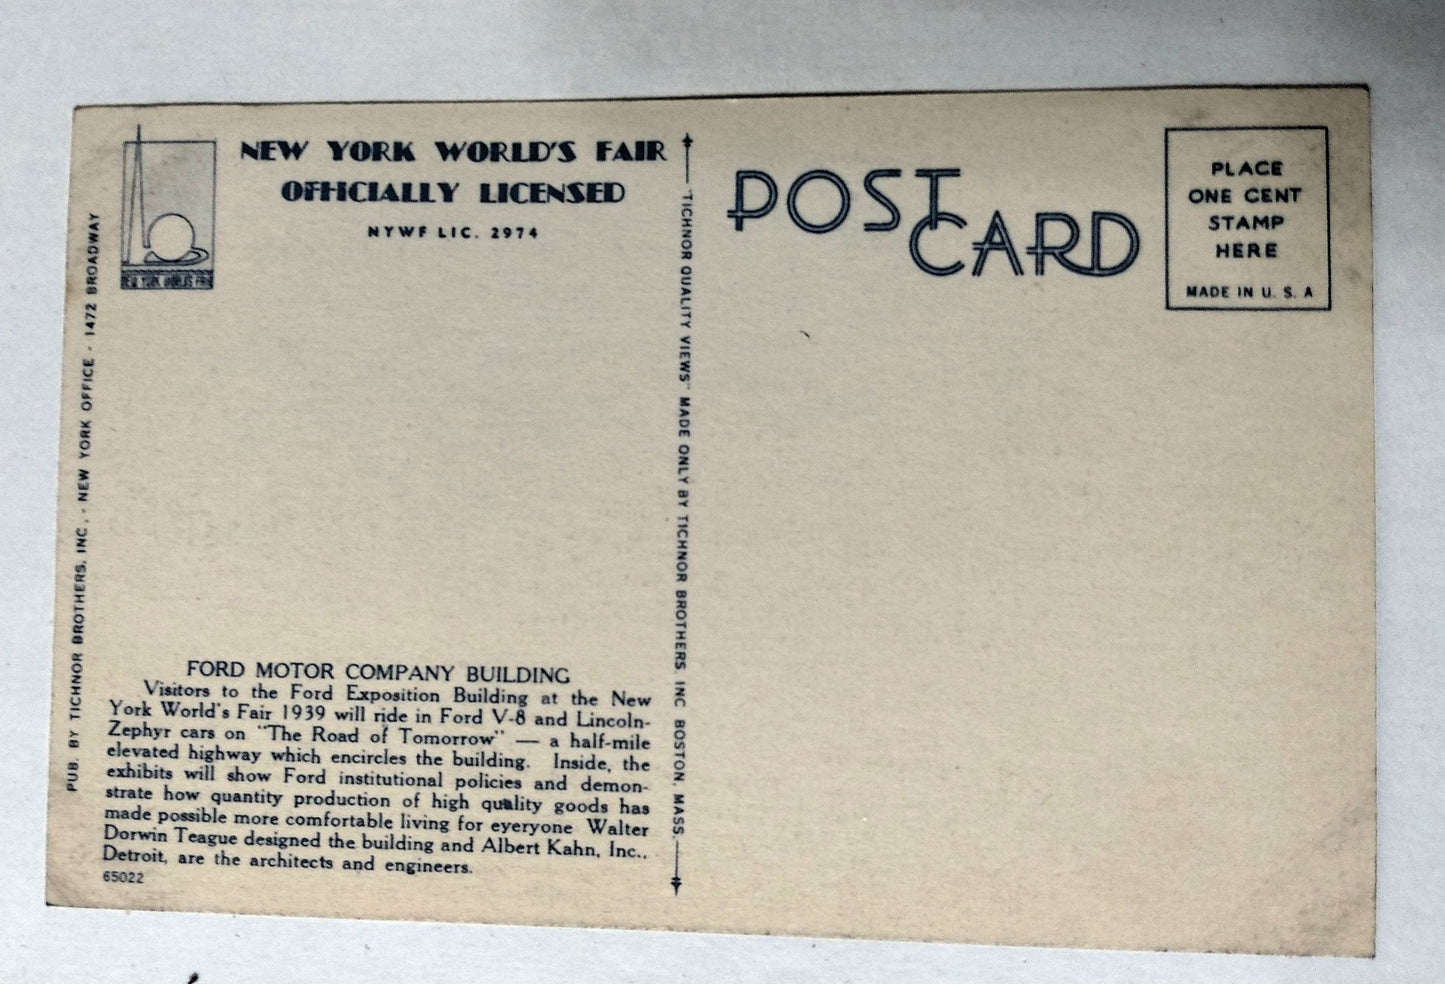 NEW YORK WORLD'S FAIR
OFFICIALLY LICENSED
NYWF LIC. 2974
NEW YORK WORLD'S FAIR
PUB. BY TICHNOR BROTHERS, INC. - NEW YORK OFFICE - 1472 BROADWAY
FORD MOTOR COMPANY BUILDING
Visitors to the Ford Exposition Building at the New
York World's Fair 1939 will ride in Ford V-8 and Lincoln-
Zephyr cars on "The Road of Tomorrow" — a half-mile
elevated highway which encircles the building. Inside, the
exhibits will show Ford institutional policies and demon-
strate how quantity production of high quality goods has
made possible more comfortable living for everyone Walter
Dorwin Teague designed the building and Albert Kahn, Inc.,
Detroit, are the architects and engineers.
65022
"TICHNOR QUALITY VIEWS" MADE ONLY BY TICHNOR BROTHERS, INC BOSTON, MASS.
POST
CARD
PLACE
ONE CENT
STAMP
HERE
MADE IN U. S. A